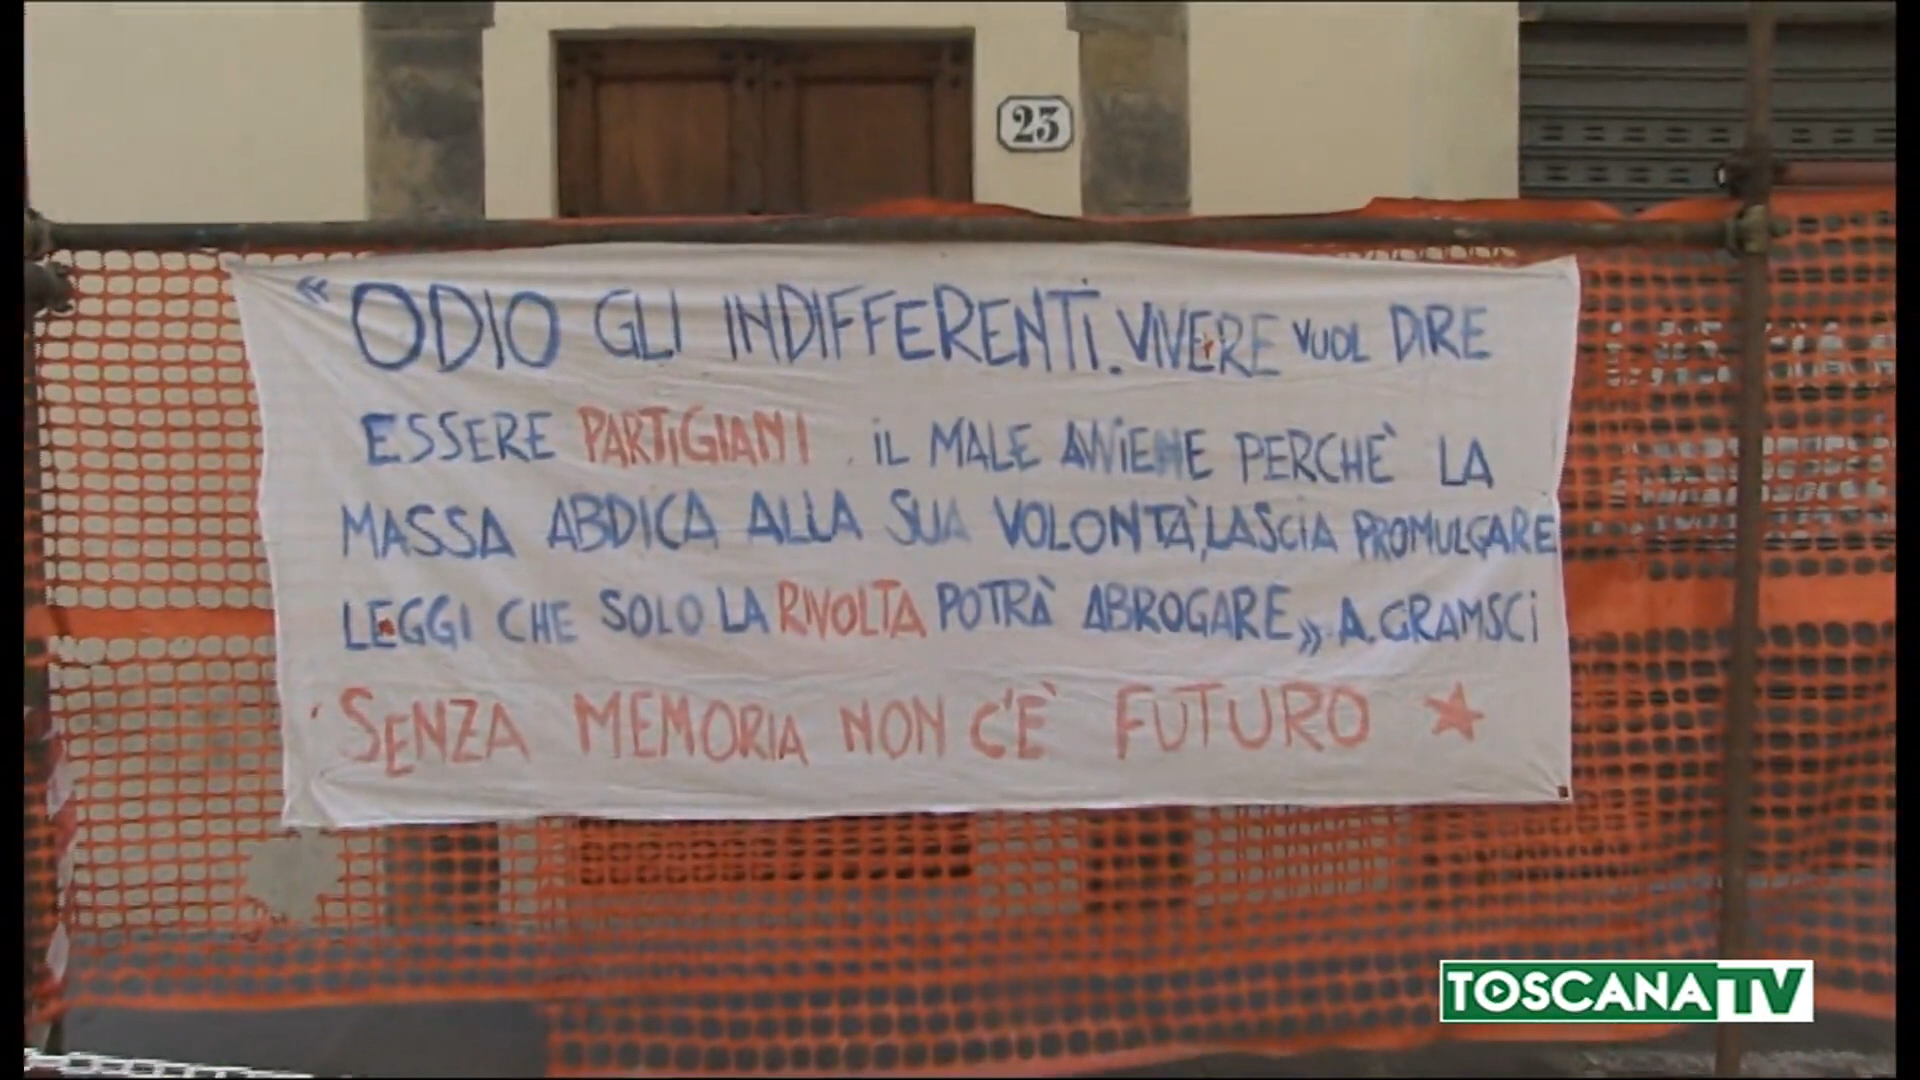 23
«ODIO GLI INDIFFERENTI. VIVERE VUOL DIRE
ESSERE PARTIGIANI. IL MALE AVVIENE PERCHÈ LA
MASSA ABDICA ALLA SUA VOLONTÀ, LASCIA PROMULGARE
LEGGI CHE SOLO LA RIVOLTA POTRÀ ABROGARE» A. GRAMSCI
SENZA MEMORIA NON C'È FUTURO
TOSCANA TV